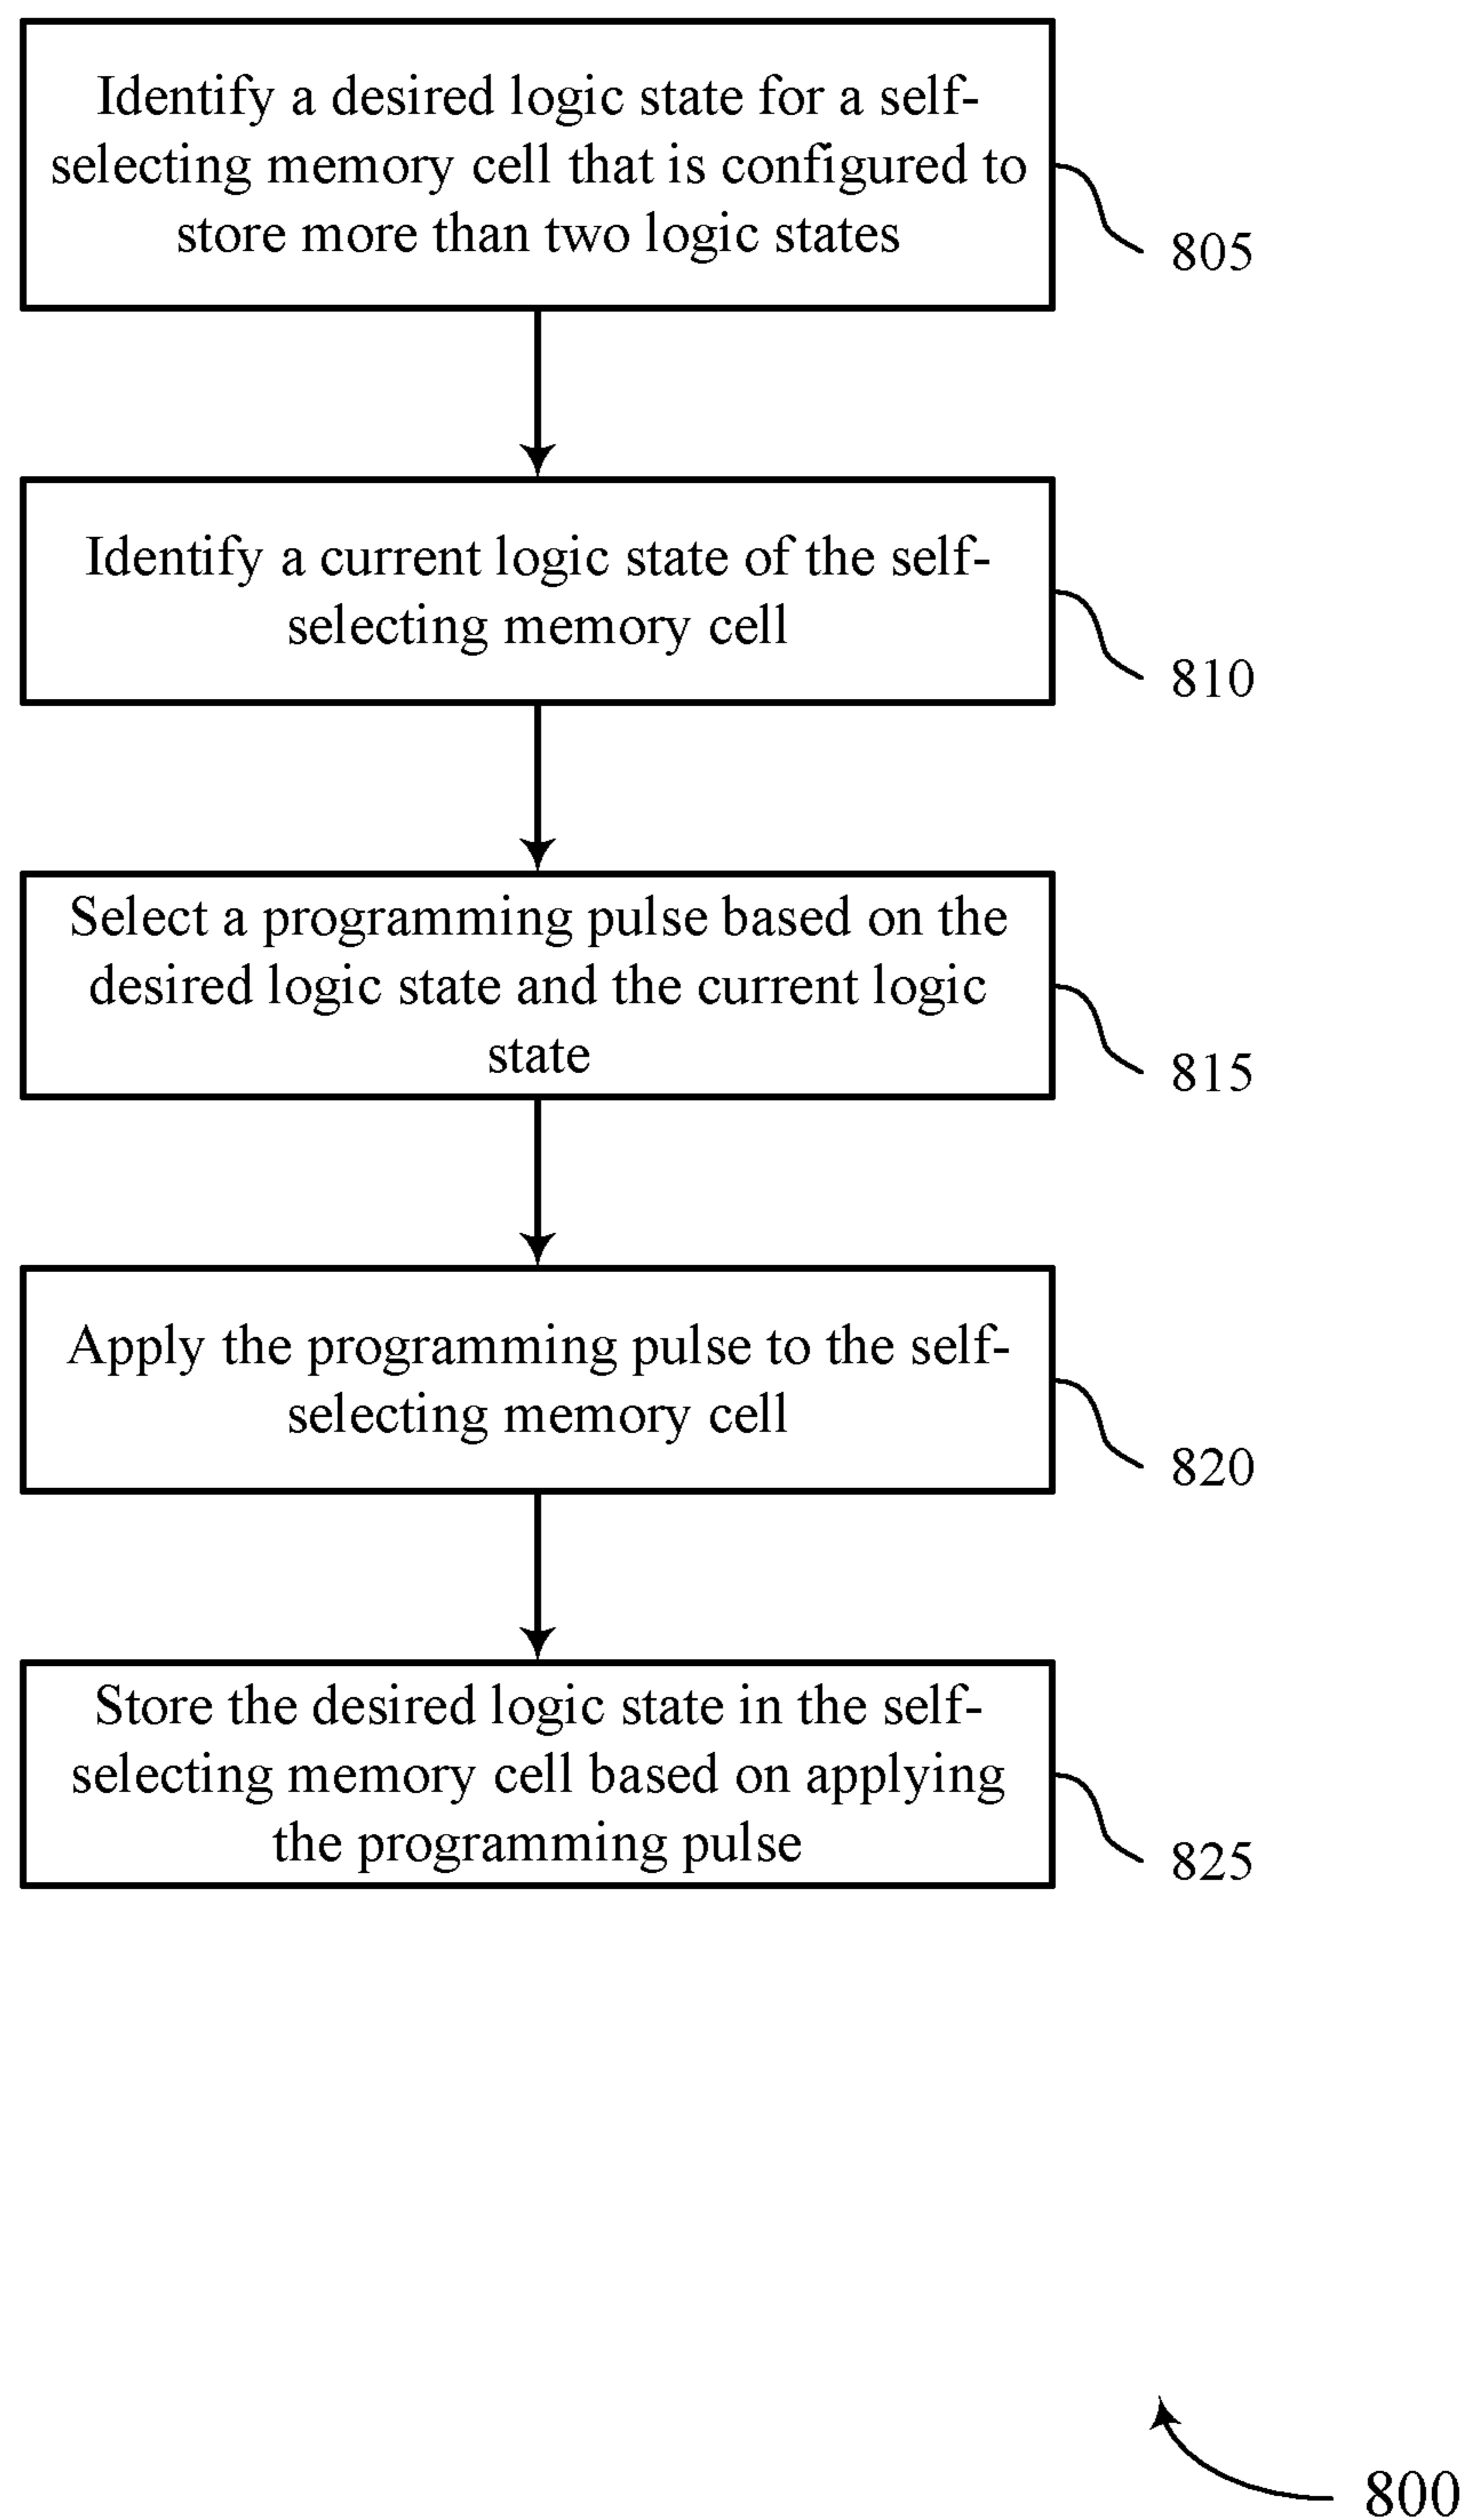 Identify a desired logic state for a self-
selecting memory cell that is configured to
store more than two logic states
805
Identify a current logic state of the self-
selecting memory cell
810
Select a programming pulse based on the
desired logic state and the current logic
state
815
Apply the programming pulse to the self-
selecting memory cell
820
Store the desired logic state in the self-
selecting memory cell based on applying
the programming pulse
825
800